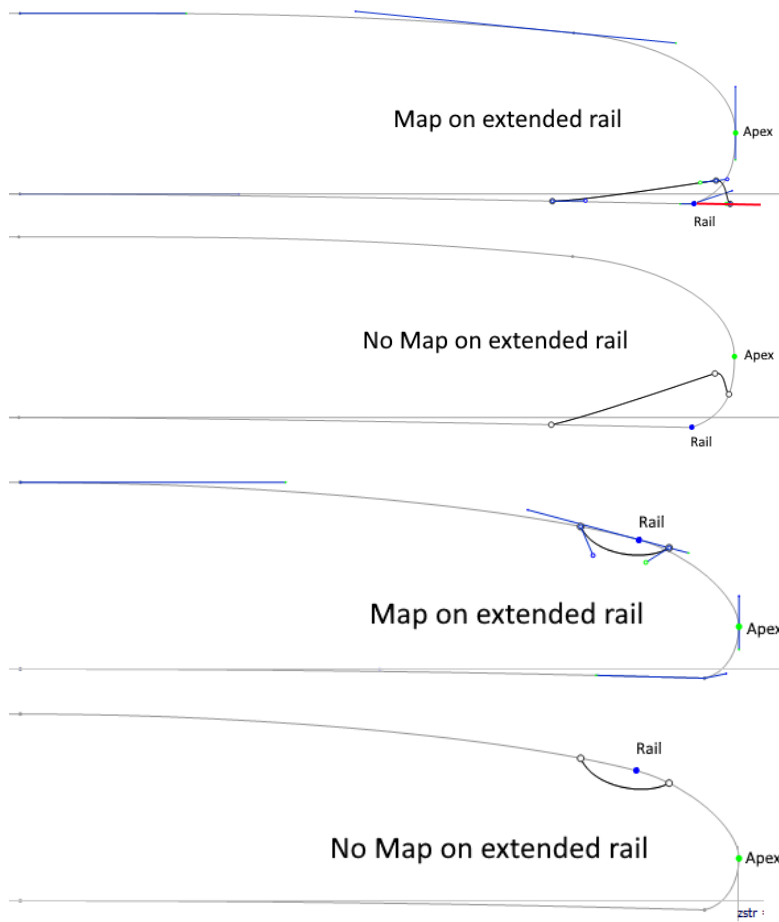 Map on extended rail
Apex
Rail
No Map on extended rail
Apex
Rail
Rail
Map on extended rail
Apex
Rail
No Map on extended rail
Apex
zstr :